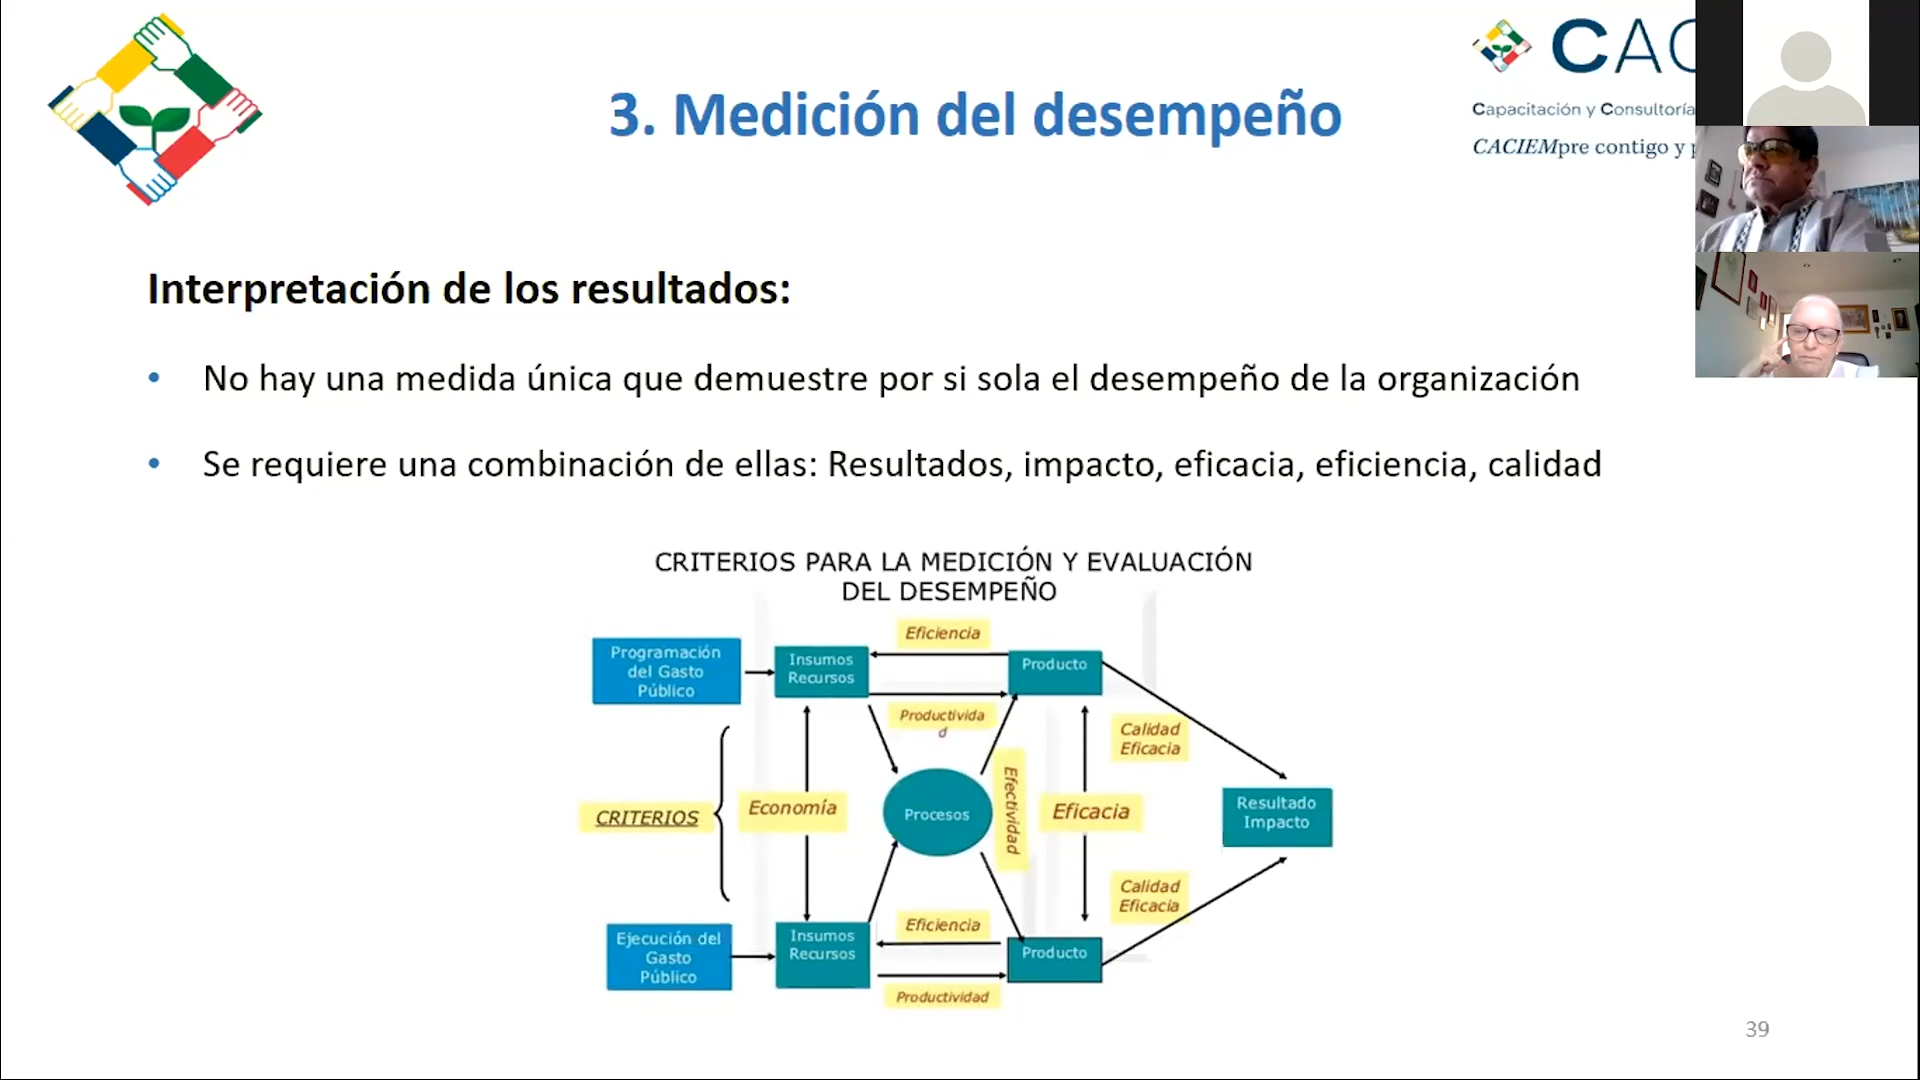 CAC
3. Medición del desempeño
Capacitación y Consultoría
CACIEMpre contigo y p
Interpretación de los resultados:
• No hay una medida única que demuestre por si sola el desempeño de la organización
• Se requiere una combinación de ellas: Resultados, impacto, eficacia, eficiencia, calidad
CRITERIOS PARA LA MEDICIÓN Y EVALUACIÓN
DEL DESEMPEÑO
Programación
del Gasto
Público
Insumos
Recursos
Eficiencia
Producto
Productivida
d
Calidad
Eficacia
CRITERIOS
Economía
Procesos
Efectividad
Eficacia
Resultado
Impacto
Calidad
Eficacia
Ejecución del
Gasto
Público
Insumos
Recursos
Eficiencia
Producto
Productividad
39